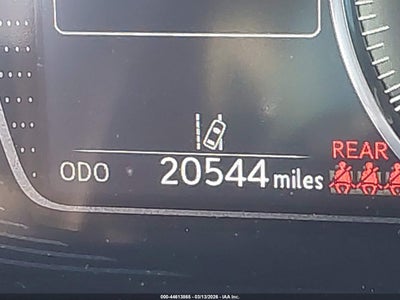 REAR
ODO 20544 miles
000-44613865 - 03/13/2026 - IAA Inc.